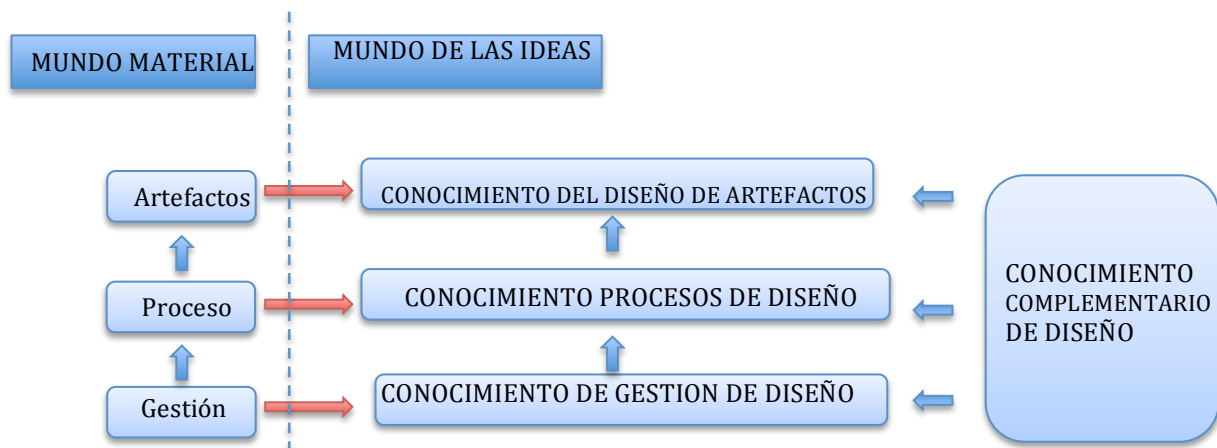 MUNDO MATERIAL
MUNDO DE LAS IDEAS
Artefactos
CONOCIMIENTO DEL DISEÑO DE ARTEFACTOS
Proceso
CONOCIMIENTO PROCESOS DE DISEÑO
Gestión
CONOCIMIENTO DE GESTION DE DISEÑO
CONOCIMIENTO
COMPLEMENTARIO
DE DISEÑO